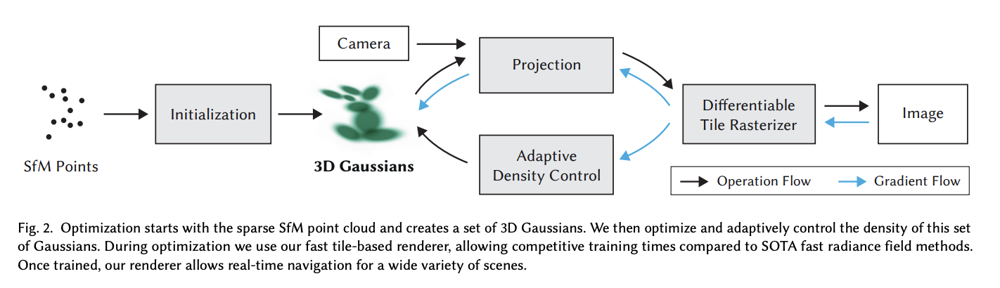 Camera
Projection
Initialization
Differentiable
Tile Rasterizer
Image
SfM Points
3D Gaussians
Adaptive
Density Control
Operation Flow
Gradient Flow
Fig. 2. Optimization starts with the sparse SfM point cloud and creates a set of 3D Gaussians. We then optimize and adaptively control the density of this set
of Gaussians. During optimization we use our fast tile-based renderer, allowing competitive training times compared to SOTA fast radiance field methods.
Once trained, our renderer allows real-time navigation for a wide variety of scenes.